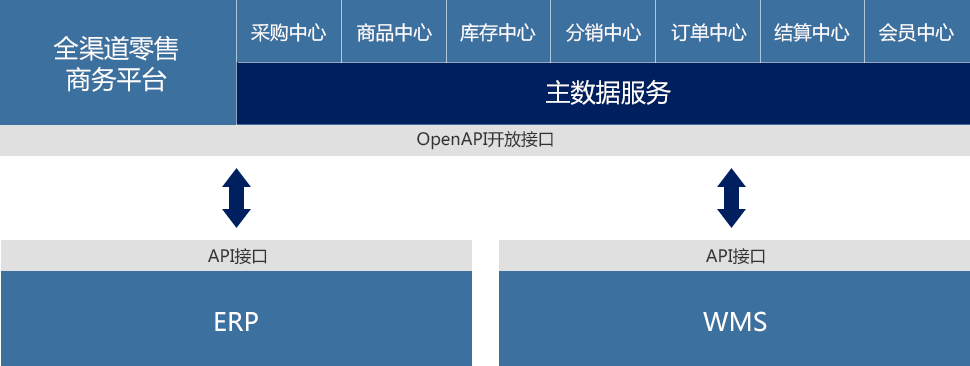 全渠道零售
商务平台
采购中心
商品中心
库存中心
分销中心
订单中心
结算中心
会员中心
主数据服务
OpenAPI开放接口
API接口
API接口
ERP
WMS